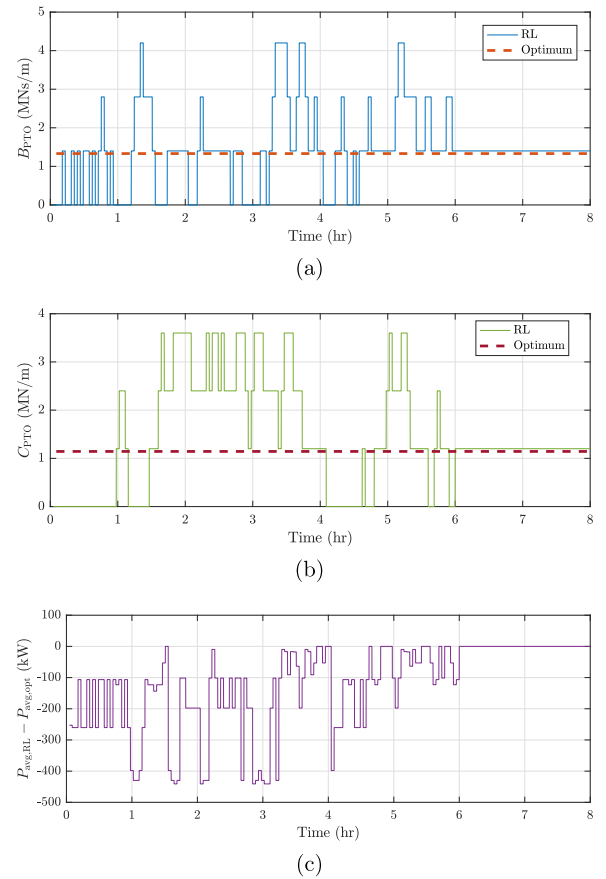 5
4
3
2
1
0
B_PTO (MNs/m)
RL
Optimum
0 1 2 3 4 5 6 7 8
Time (hr)
(a)
4
3
2
1
0
C_PTO (MN/m)
RL
Optimum
0 1 2 3 4 5 6 7 8
Time (hr)
(b)
100
0
-100
-200
-300
-400
-500
P_avg,RL − P_avg,opt (kW)
0 1 2 3 4 5 6 7 8
Time (hr)
(c)